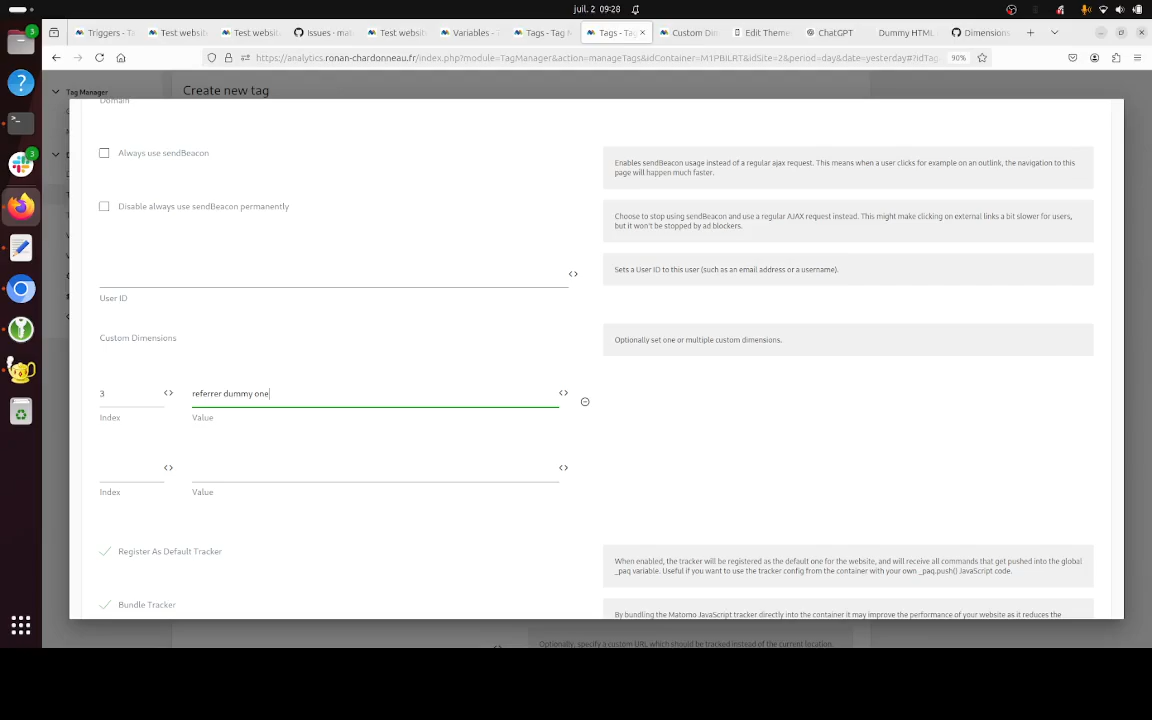 juil. 2 09:28
Triggers - Ta
Test websit
Test websit
Issues · mat
Test websit
Variables -
Tags - Tag M
Tags - Tag
Custom Dim
Edit Theme
ChatGPT
Dummy HTML
Dimensions
https://analytics.ronan-chardonneau.fr/index.php?module=TagManager&action=manageTags&idContainer=M1PBiLRT&idSite=2&period=day&date=yesterday#?idTag
90%
Tag Manager
Create new tag
Domain
Always use sendBeacon
Enables sendBeacon usage instead of a regular ajax request. This means when a user clicks for example on an outlink, the navigation to this
page will happen much faster.
Disable always use sendBeacon permanently
Choose to stop using sendBeacon and use a regular AJAX request instead. This might make clicking on external links a bit slower for users,
but it won't be stopped by ad blockers.
Sets a User ID to this user (such as an email address or a username).
User ID
Custom Dimensions
Optionally set one or multiple custom dimensions.
3
referrer dummy one
Index
Value
Index
Value
Register As Default Tracker
When enabled, the tracker will be registered as the default one for the website, and will receive all commands that get pushed into the global
_paq variable. Useful if you want to use the tracker config from the container with your own _paq.push() JavaScript code.
Bundle Tracker
By bundling the Matomo JavaScript tracker directly into the container it may improve the performance of your website as it reduces the
Optionally, specify a custom URL which should be tracked instead of the current location.